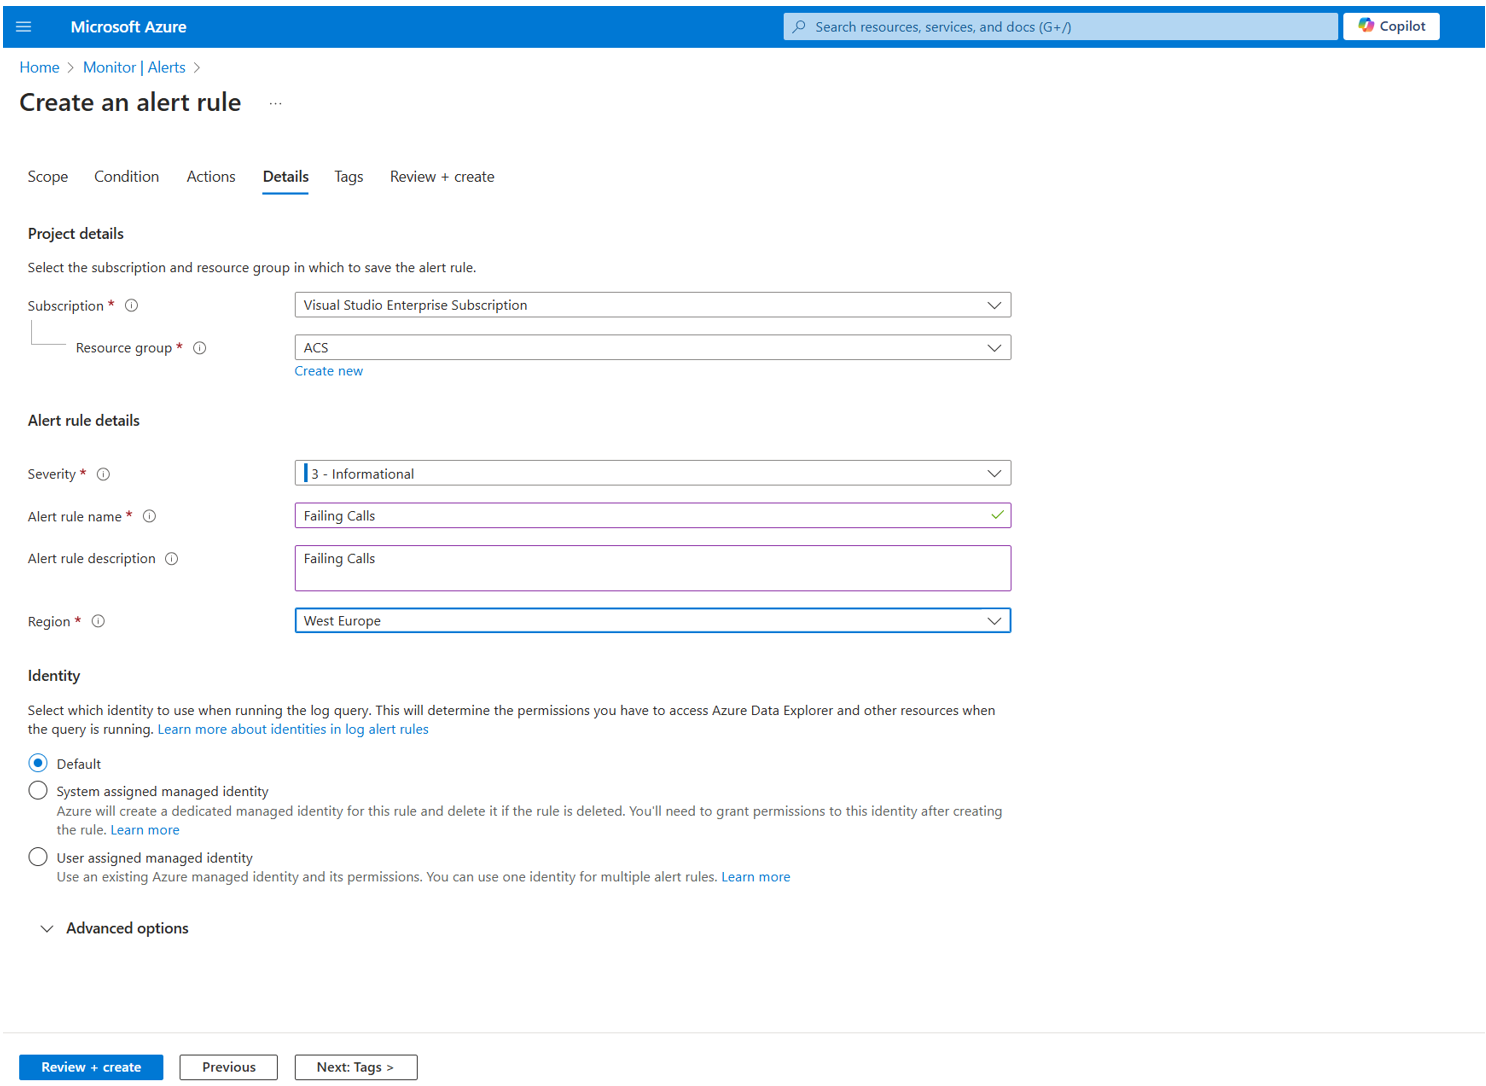 Microsoft Azure
Search resources, services, and docs (G+/)
Copilot
Home > Monitor | Alerts >
Create an alert rule ...
Scope Condition Actions Details Tags Review + create
Project details
Select the subscription and resource group in which to save the alert rule.
Subscription *
Visual Studio Enterprise Subscription
Resource group *
ACS
Create new
Alert rule details
Severity *
3 - Informational
Alert rule name *
Failing Calls
Alert rule description
Failing Calls
Region *
West Europe
Identity
Select which identity to use when running the log query. This will determine the permissions you have to access Azure Data Explorer and other resources when
the query is running. Learn more about identities in log alert rules
Default
System assigned managed identity
Azure will create a dedicated managed identity for this rule and delete it if the rule is deleted. You'll need to grant permissions to this identity after creating
the rule. Learn more
User assigned managed identity
Use an existing Azure managed identity and its permissions. You can use one identity for multiple alert rules. Learn more
Advanced options
Review + create
Previous
Next: Tags >